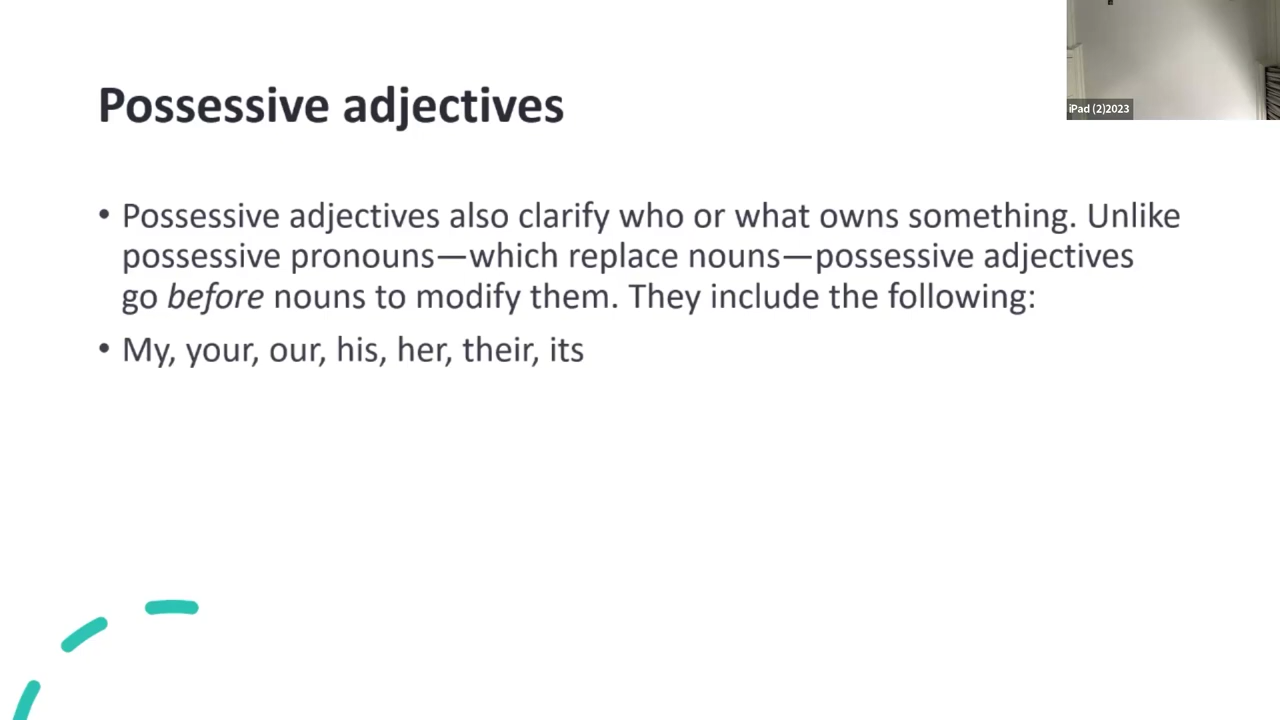 Possessive adjectives
iPad (2)2023
• Possessive adjectives also clarify who or what owns something. Unlike
possessive pronouns—which replace nouns—possessive adjectives
go before nouns to modify them. They include the following:
• My, your, our, his, her, their, its